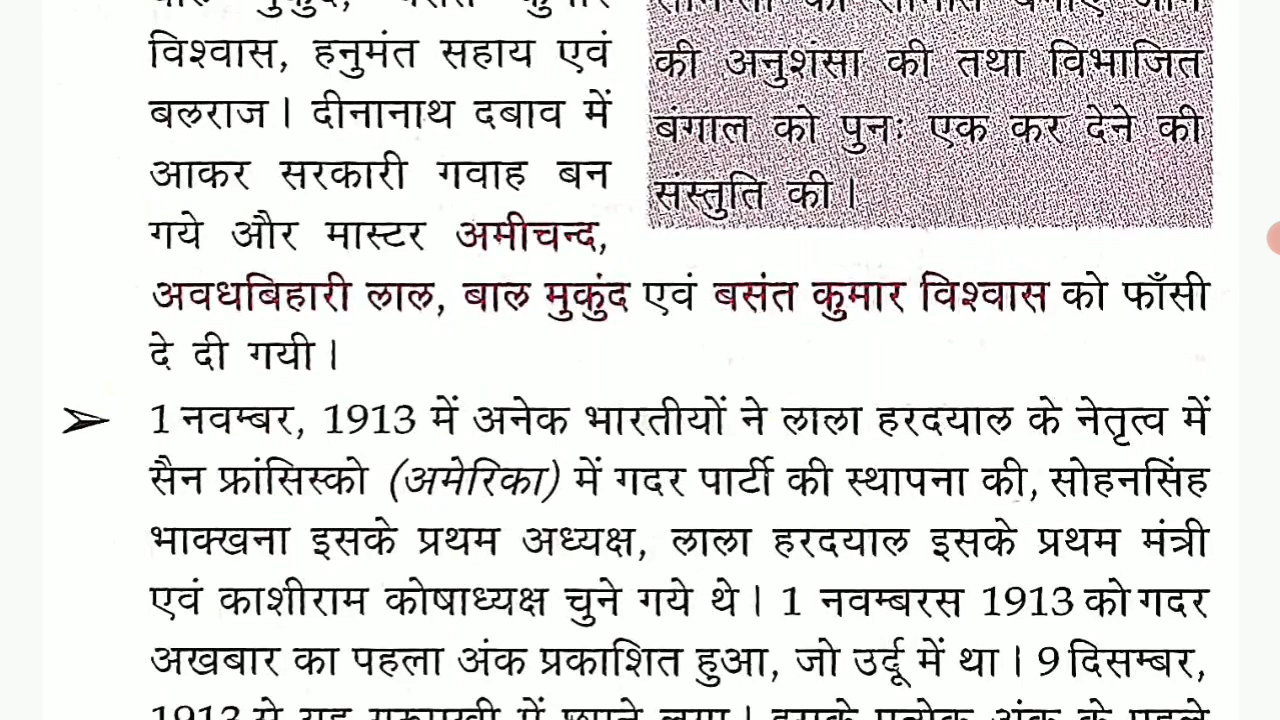 विश्वास, हनुमंत सहाय एवं
बलराज। दीनानाथ दबाव में
आकर सरकारी गवाह बन
गये और मास्टर अमीचन्द,
की अनुशंसा की तथा विभाजित
बंगाल को पुनः एक कर देने की
संस्तुति की।
अवधबिहारी लाल, बाल मुकुंद एवं बसंत कुमार विश्वास को फाँसी
दे दी गयी।
➢ 1 नवम्बर, 1913 में अनेक भारतीयों ने लाला हरदयाल के नेतृत्व में
सैन फ्रांसिस्को (अमेरिका) में गदर पार्टी की स्थापना की, सोहनसिंह
भाक्खना इसके प्रथम अध्यक्ष, लाला हरदयाल इसके प्रथम मंत्री
एवं काशीराम कोषाध्यक्ष चुने गये थे। 1 नवम्बरस 1913 को गदर
अखबार का पहला अंक प्रकाशित हुआ, जो उर्दू में था। 9 दिसम्बर,